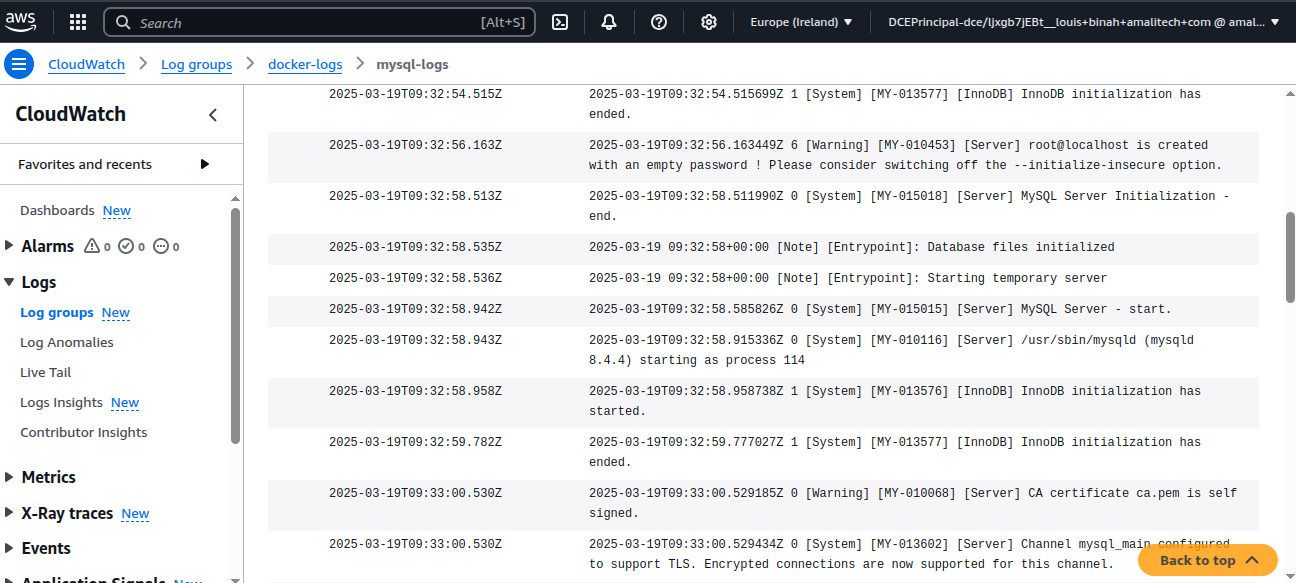 aws
Search [Alt+S]
Europe (Ireland)
DCEPrincipal-dce/ljxgb7jEBt__louis+binah+amalitech+com @ amal...
CloudWatch > Log groups > docker-logs > mysql-logs
CloudWatch
Favorites and recents
Dashboards New
Alarms 0 0 0
Logs
Log groups New
Log Anomalies
Live Tail
Logs Insights New
Contributor Insights
Metrics
X-Ray traces New
Events
Application Signals New
2025-03-19T09:32:54.515Z 2025-03-19T09:32:54.515699Z 1 [System] [MY-013577] [InnoDB] InnoDB initialization has
ended.
2025-03-19T09:32:56.163Z 2025-03-19T09:32:56.163449Z 6 [Warning] [MY-010453] [Server] root@localhost is created
with an empty password ! Please consider switching off the --initialize-insecure option.
2025-03-19T09:32:58.513Z 2025-03-19T09:32:58.511990Z 0 [System] [MY-015018] [Server] MySQL Server Initialization -
end.
2025-03-19T09:32:58.535Z 2025-03-19 09:32:58+00:00 [Note] [Entrypoint]: Database files initialized
2025-03-19T09:32:58.536Z 2025-03-19 09:32:58+00:00 [Note] [Entrypoint]: Starting temporary server
2025-03-19T09:32:58.942Z 2025-03-19T09:32:58.585826Z 0 [System] [MY-015015] [Server] MySQL Server - start.
2025-03-19T09:32:58.943Z 2025-03-19T09:32:58.915336Z 0 [System] [MY-010116] [Server] /usr/sbin/mysqld (mysqld
8.4.4) starting as process 114
2025-03-19T09:32:58.958Z 2025-03-19T09:32:58.958738Z 1 [System] [MY-013576] [InnoDB] InnoDB initialization has
started.
2025-03-19T09:32:59.782Z 2025-03-19T09:32:59.777027Z 1 [System] [MY-013577] [InnoDB] InnoDB initialization has
ended.
2025-03-19T09:33:00.530Z 2025-03-19T09:33:00.529185Z 0 [Warning] [MY-010068] [Server] CA certificate ca.pem is self
signed.
2025-03-19T09:33:00.530Z 2025-03-19T09:33:00.529434Z 0 [System] [MY-013602] [Server] Channel mysql_main configured
to support TLS. Encrypted connections are now supported for this channel.
Back to top